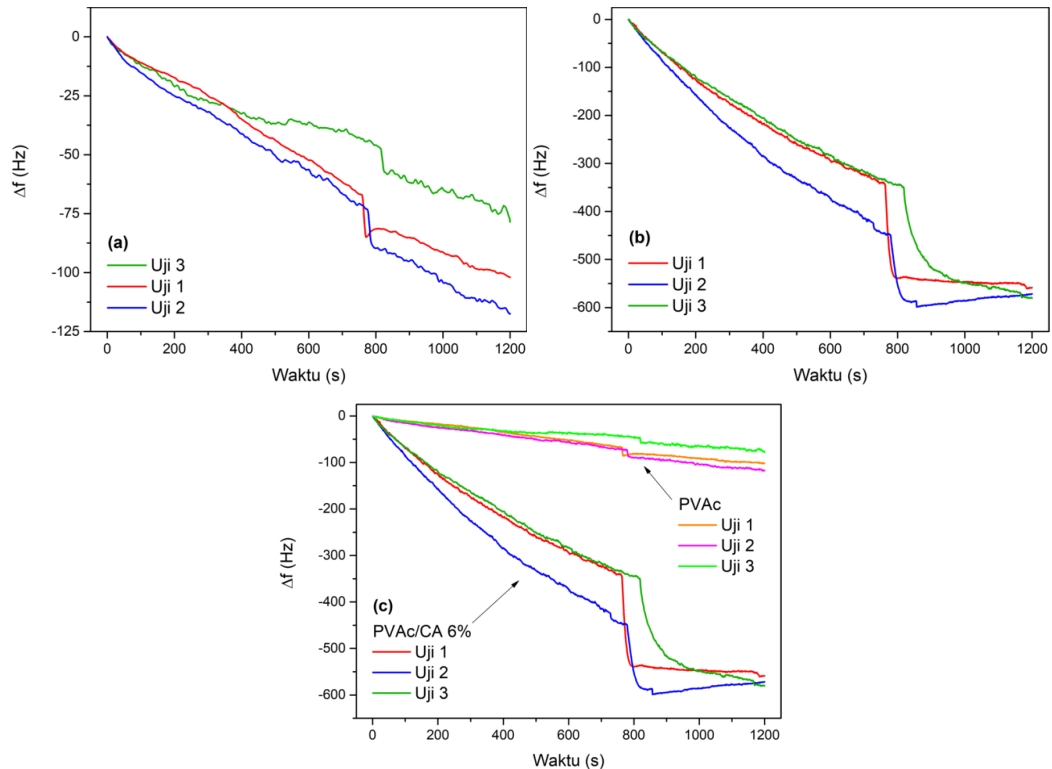 0
-25
-50
-75
-100
-125
Δf (Hz)
(a)
Uji 3
Uji 1
Uji 2
0 200 400 600 800 1000 1200
Waktu (s)
0
-100
-200
-300
-400
-500
-600
Δf (Hz)
(b)
Uji 1
Uji 2
Uji 3
0 200 400 600 800 1000 1200
Waktu (s)
0
-100
-200
-300
-400
-500
-600
Δf (Hz)
PVAc
Uji 1
Uji 2
Uji 3
(c)
PVAc/CA 6%
Uji 1
Uji 2
Uji 3
0 200 400 600 800 1000 1200
Waktu (s)